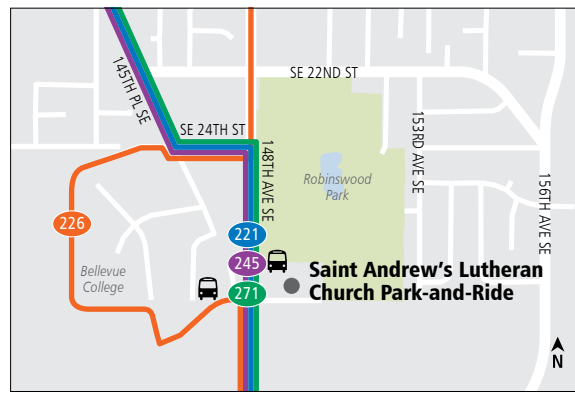 SE 22ND ST
145TH PL SE
SE 24TH ST
148TH AVE SE
153RD AVE SE
156TH AVE SE
Robinswood
Park
226
221
245
271
Bellevue
College
Saint Andrew's Lutheran
Church Park-and-Ride
N